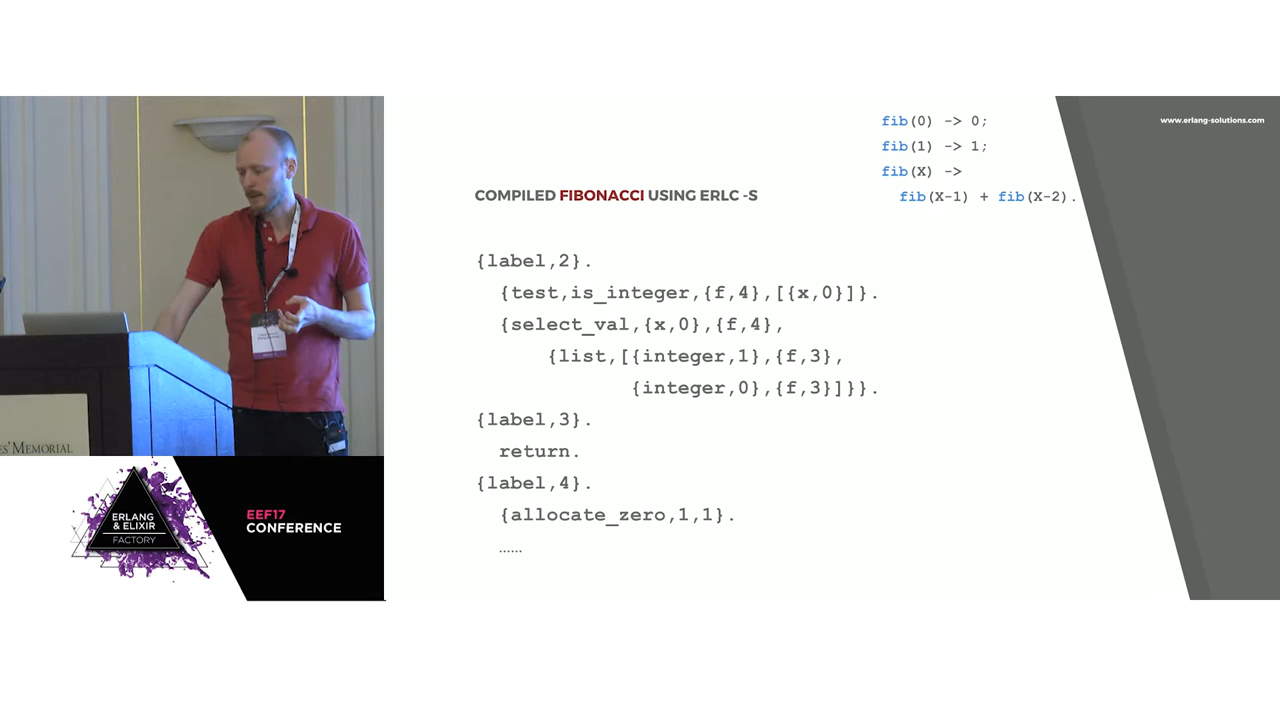 www.erlang-solutions.com
fib(0) -> 0;
fib(1) -> 1;
fib(X) ->
fib(X-1) + fib(X-2).
COMPILED FIBONACCI USING ERLC -S
{label,2}.
{test,is_integer,{f,4},[{x,0}]}.
{select_val,{x,0},{f,4},
{list,[{integer,1},{f,3},
{integer,0},{f,3}]}}.
{label,3}.
return.
{label,4}.
{allocate_zero,1,1}.
......
ES' MEMORIAL
ERLANG
& ELIXIR
FACTORY
EEF17
CONFERENCE